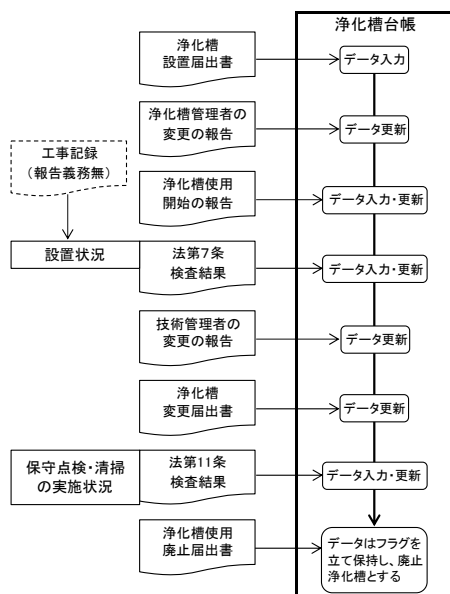 浄化槽台帳
浄化槽
設置届出書
データ入力
浄化槽管理者の
変更の報告
データ更新
工事記録
(報告義務無)
浄化槽使用
開始の報告
データ入力・更新
設置状況
法第7条
検査結果
データ入力・更新
技術管理者の
変更の報告
データ更新
浄化槽
変更届出書
データ更新
保守点検・清掃
の実施状況
法第11条
検査結果
データ入力・更新
浄化槽使用
廃止届出書
データはフラグを
立て保持し、廃止
浄化槽とする